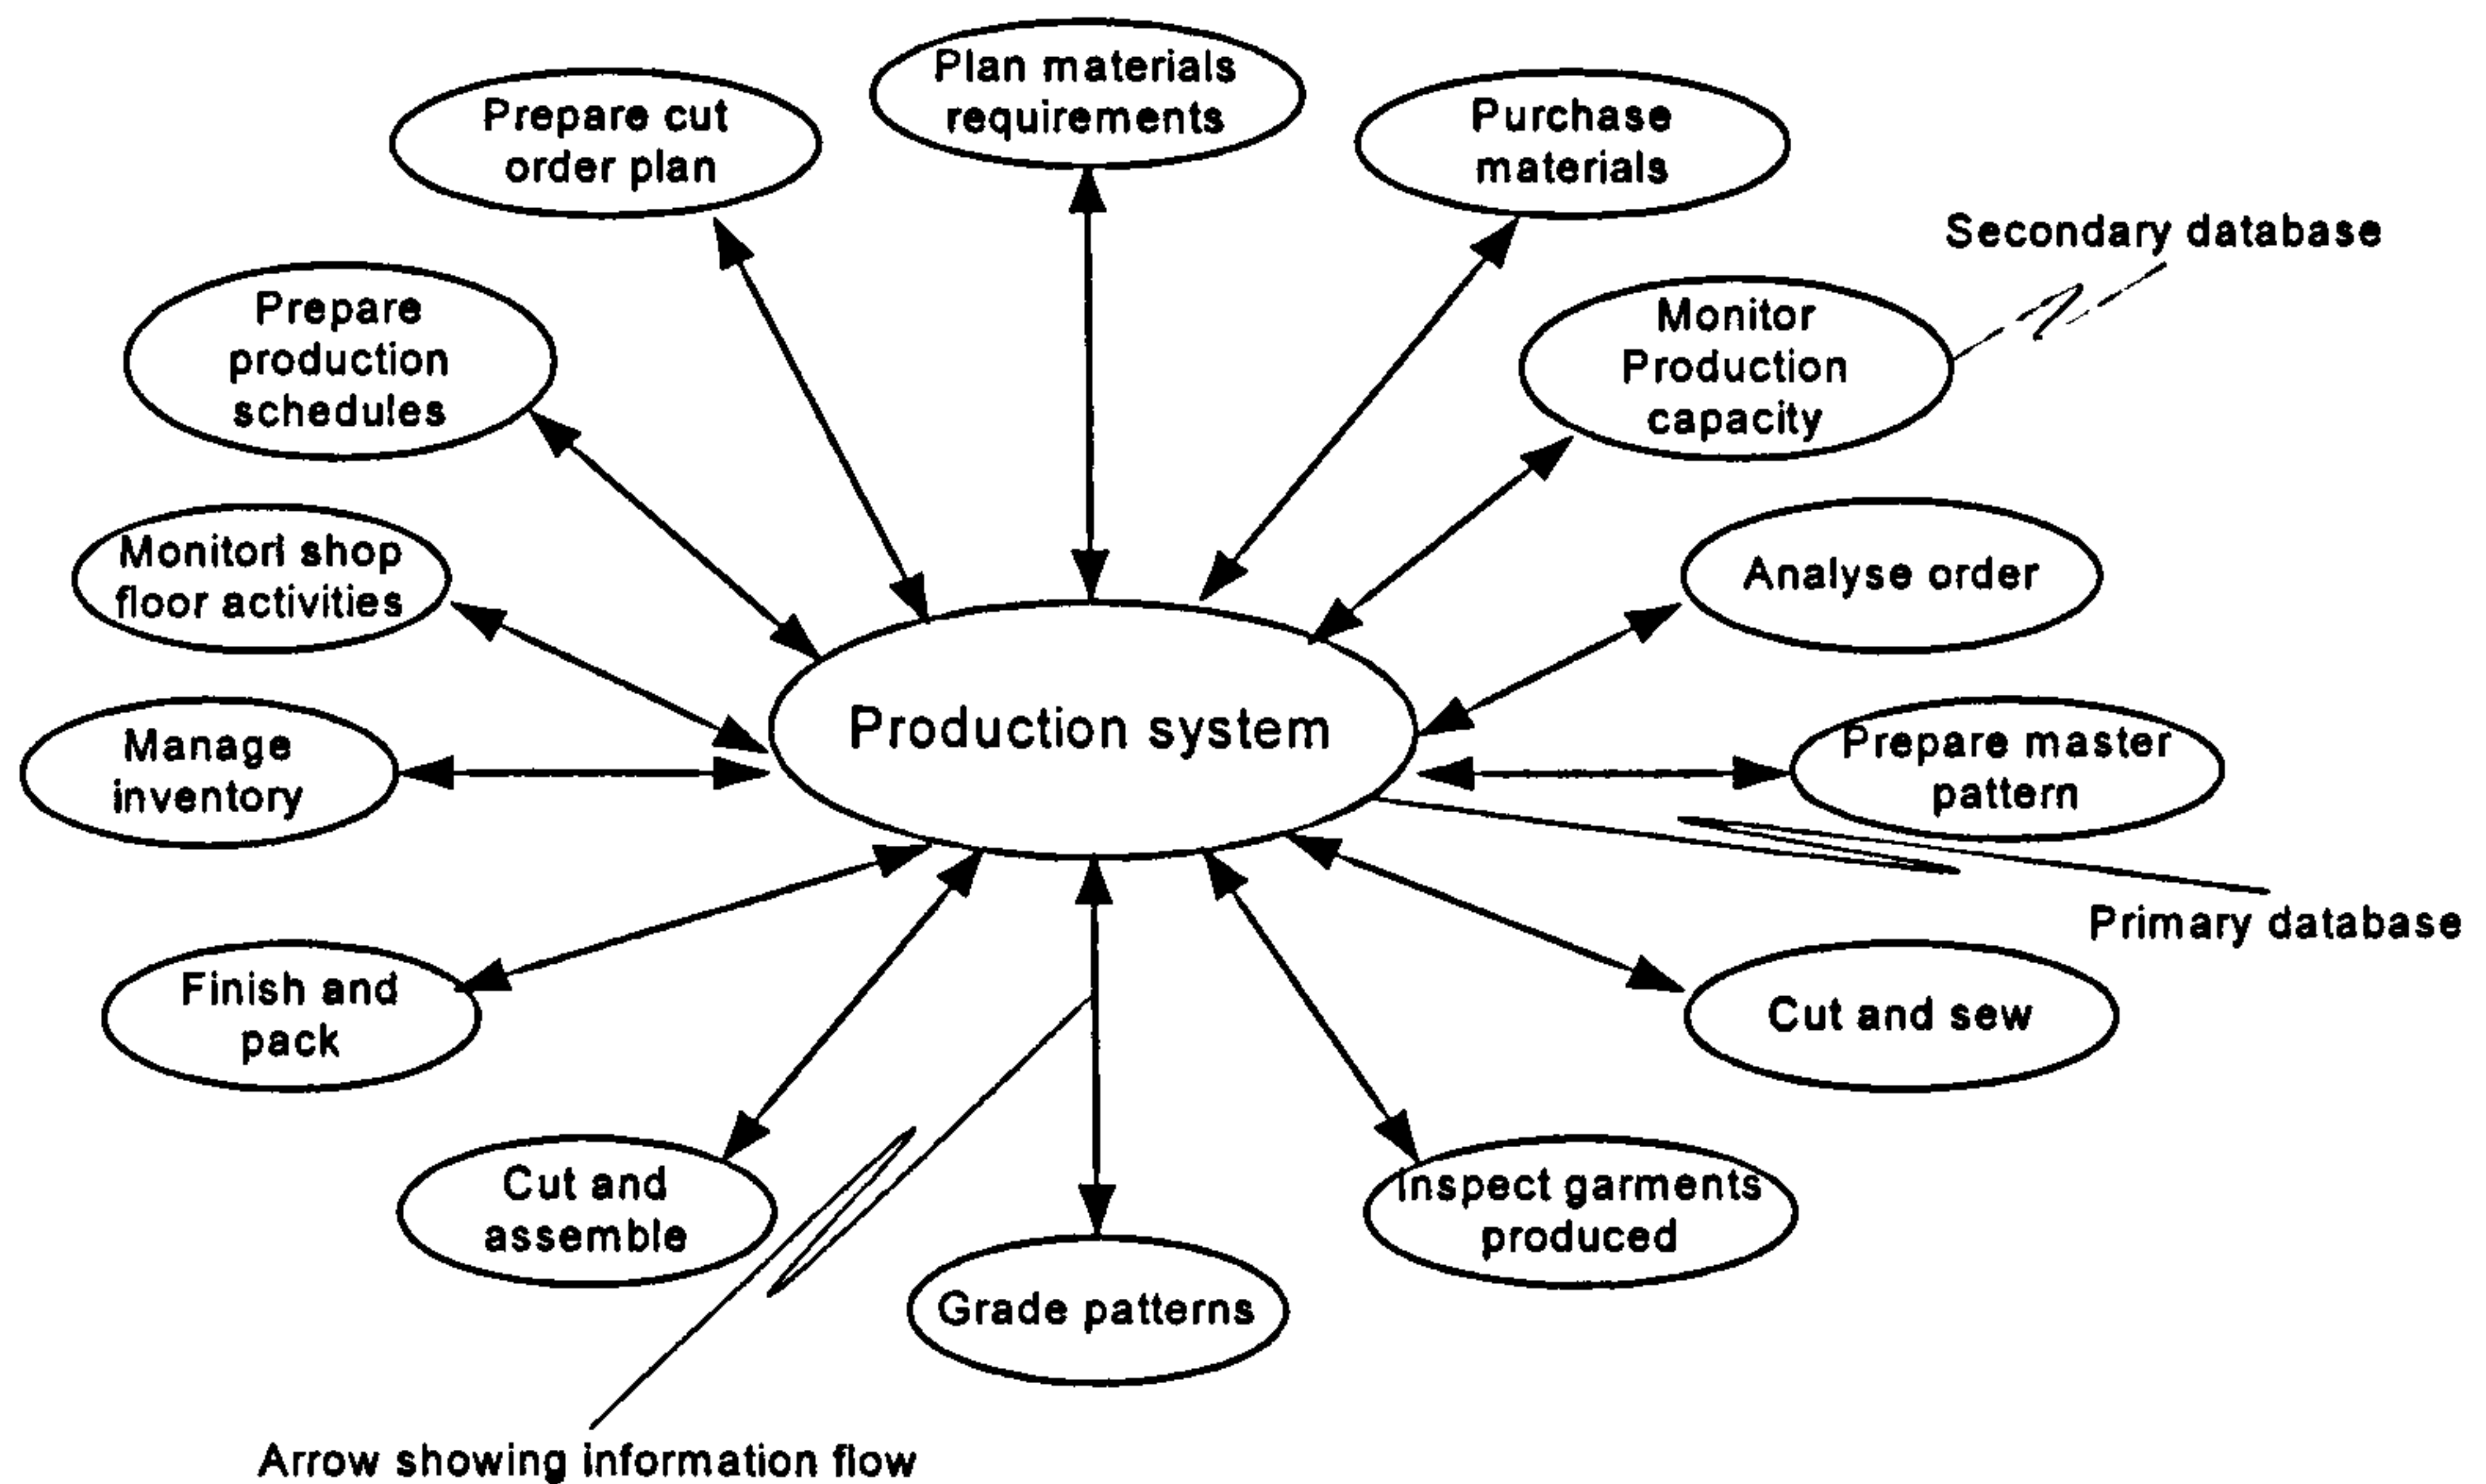 Plan materials
requirements
Prepare cut
order plan
Purchase
materials
Secondary database
Prepare
production
schedules
Monitor
Production
capacity
Monitorl shop
floor activities
Analyse order
Production system
Manage
inventory
Prepare master
pattern
Primary database
Finish and
pack
Cut and sew
Cut and
assemble
Inspect garments
produced
Grade patterns
Arrow showing information flow